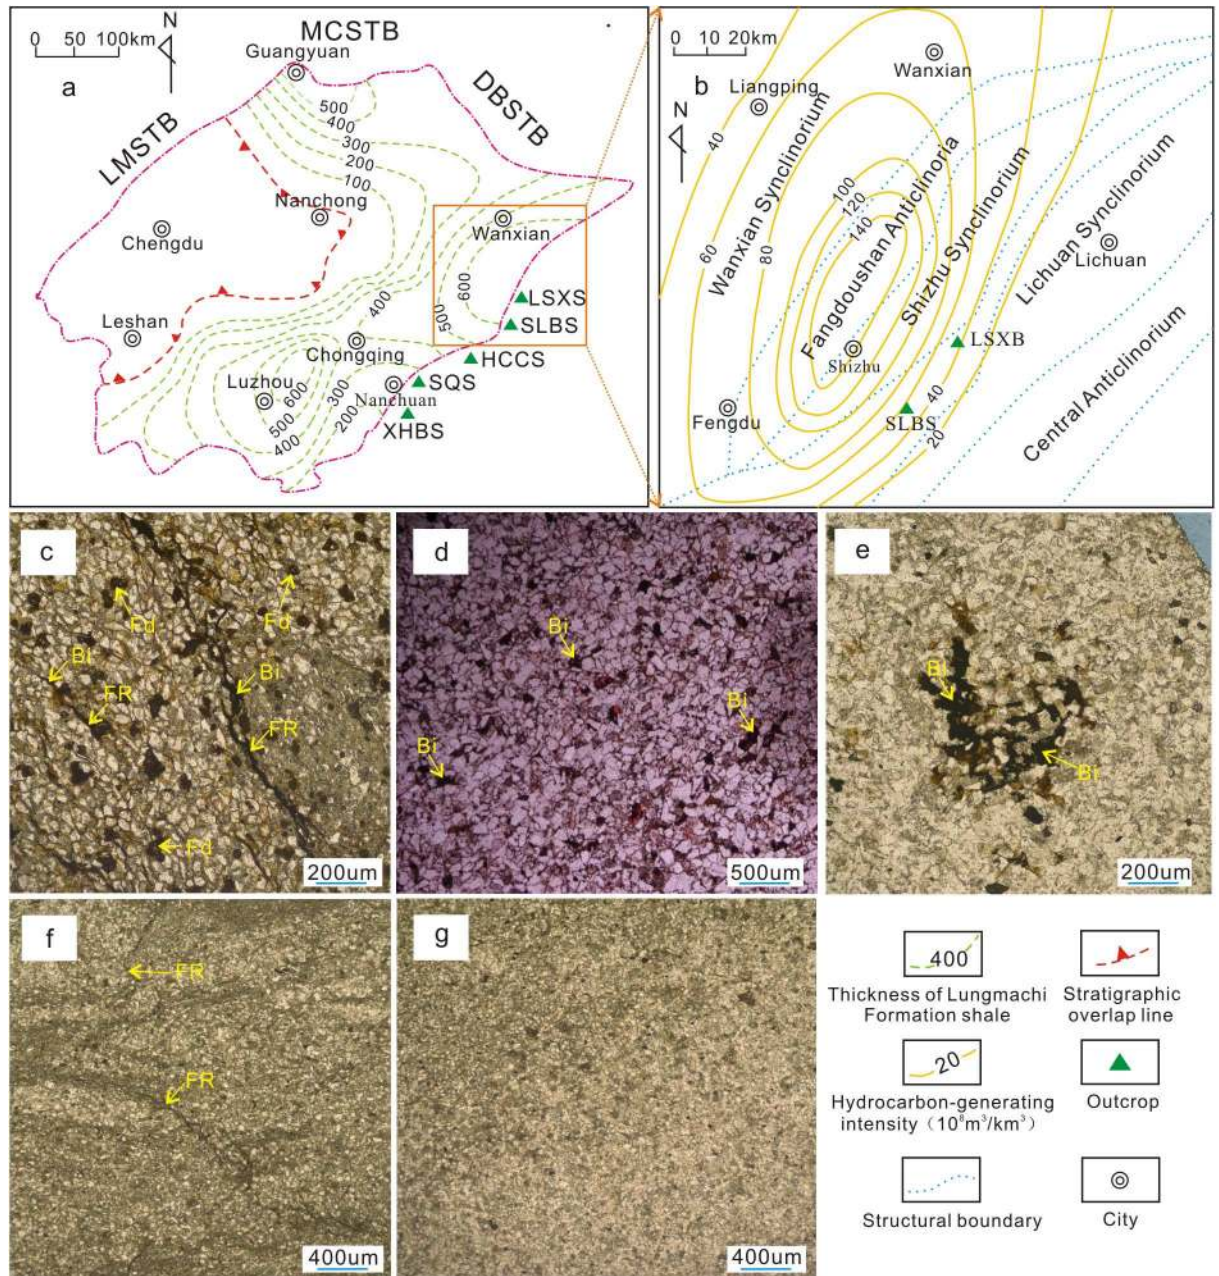 MCSTB
N
0 50 100km
Guangyuan
a
LMSTB
DBSTB
500
400
300
200
100
Nanchong
Wanxian
Chengdu
600
400
500
LSXS
SLBS
Leshan
Chongqing
HCCS
Luzhou
600
300
SQS
Nanchuan
500
200
XHBS
400
0 10 20km
Wanxian
Liangping
b
N
40
100
120
140
60
80
Wanxian Synclinorium
Fangdoushan Anticlinoria
Shizhu Synclinorium
Lichuan Synclinorium
Lichuan
Central Anticlinorium
LSXB
Shizhu
Fengdu
SLBS
40
20
c
Fd
Fd
Bi
Bi
FR
FR
Fd
200um
d
Bi
Bi
Bi
500um
e
Bi
Bi
200um
f
FR
FR
400um
g
400um
400
Thickness of Lungmachi
Formation shale
Stratigraphic
overlap line
20
Hydrocarbon-generating
intensity（10⁸m³/km³）
Outcrop
Structural boundary
City